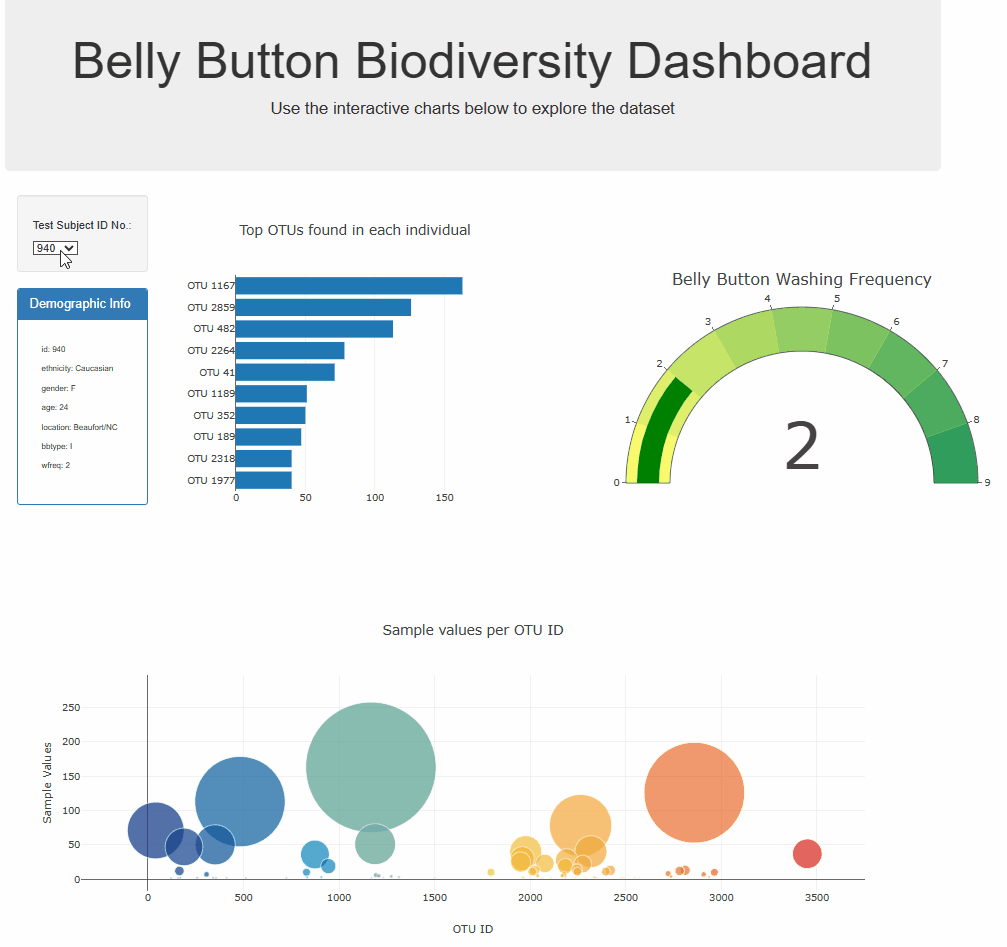 Belly Button Biodiversity Dashboard
Use the interactive charts below to explore the dataset
Test Subject ID No.:
940
Demographic Info
id: 940
ethnicity: Caucasian
gender: F
age: 24
location: Beaufort/NC
bbtype: I
wfreq: 2
Top OTUs found in each individual
OTU 1167
OTU 2859
OTU 482
OTU 2264
OTU 41
OTU 1189
OTU 352
OTU 189
OTU 2318
OTU 1977
0 50 100 150
Belly Button Washing Frequency
0
1
2
3
4
5
6
7
8
9
2
Sample values per OTU ID
Sample Values
250
200
150
100
50
0
0 500 1000 1500 2000 2500 3000 3500
OTU ID